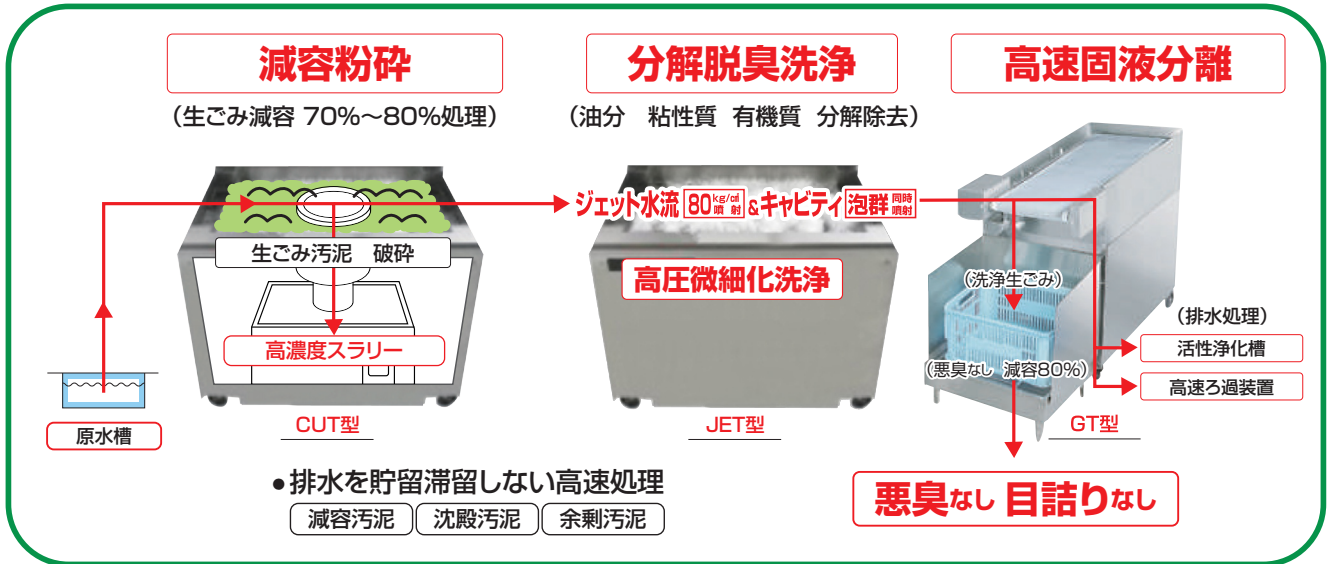 減容粉砕
(生ごみ減容 70%~80%処理)
生ごみ汚泥 破砕
高濃度スラリー
CUT型
原水槽
分解脱臭洗浄
(油分 粘性質 有機質 分解除去)
ジェット水流 80kg/c㎡噴射 &キャビティ 泡群 同時噴射
高圧微細化洗浄
JET型
高速固液分離
(洗浄生ごみ)
(悪臭なし 減容80%)
(排水処理)
活性浄化槽
高速ろ過装置
GT型
●排水を貯留滞留しない高速処理
減容汚泥 沈殿汚泥 余剰汚泥
悪臭なし 目詰りなし